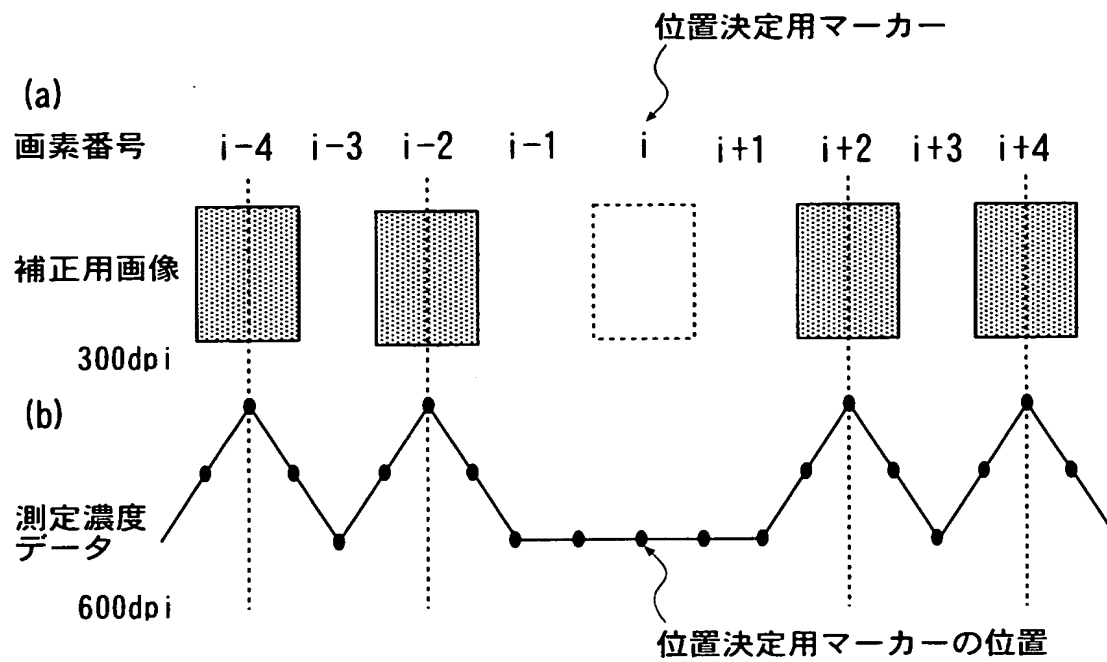 位置決定用マーカー
(a)
画素番号 i-4 i-3 i-2 i-1 i i+1 i+2 i+3 i+4
補正用画像
300dpi
(b)
測定濃度
データ
600dpi
位置決定用マーカーの位置